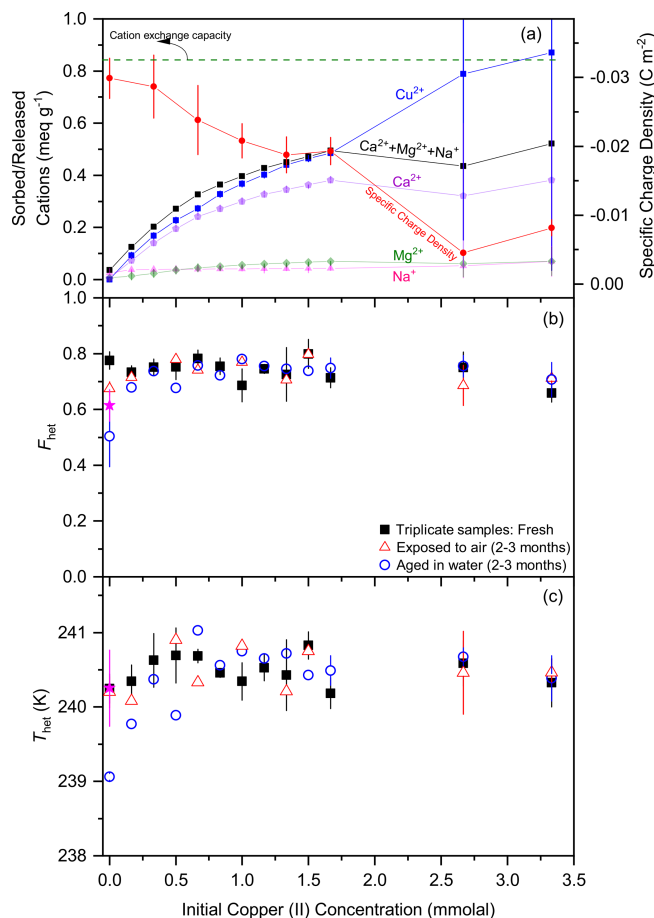 Cation exchange capacity
(a)
1.0
0.8
0.6
0.4
0.2
0.0
Sorbed/Released
Cations (meq g-1)
-0.03
-0.02
-0.01
0.00
Specific Charge Density (C m-2)
Cu2+
Ca2++Mg2++Na+
Ca2+
Specific Charge Density
Mg2+
Na+
(b)
1.0
0.8
0.6
0.4
0.2
0.0
Fhet
Triplicate samples: Fresh
Exposed to air (2-3 months)
Aged in water (2-3 months)
(c)
241
240
239
238
Thet (K)
0.0 0.5 1.0 1.5 2.0 2.5 3.0 3.5
Initial Copper (II) Concentration (mmolal)